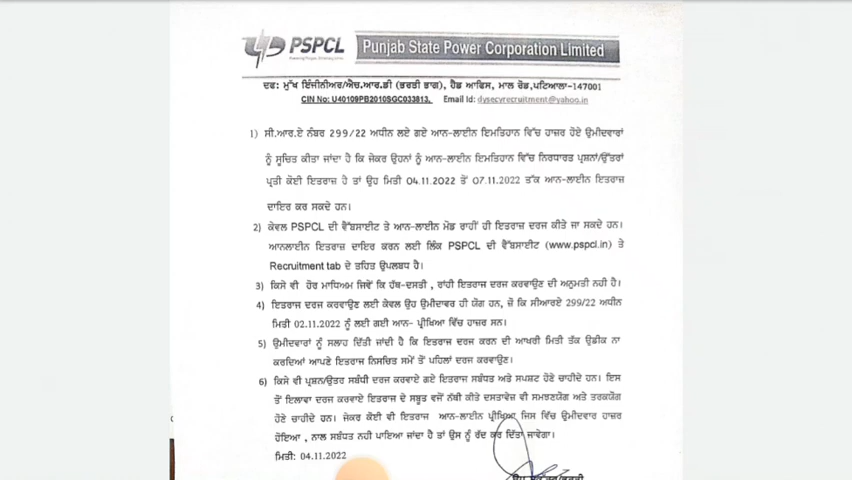 PSPCL
Punjab State Power Corporation Limited
ਦਫ: ਮੁੱਖ ਇੰਜੀਨੀਅਰ/ਐਚ.ਆਰ.ਡੀ (ਭਰਤੀ ਭਾਗ), ਹੈਡ ਆਫਿਸ, ਮਾਲ ਰੋਡ,ਪਟਿਆਲਾ-147001
CIN No: U40109PB2010SGC033813, Email Id: dysecyrecruitment@yahoo.in
1) ਸੀ.ਆਰ.ਏ ਨੰਬਰ 299/22 ਅਧੀਨ ਲਏ ਗਏ ਆਨ-ਲਾਈਨ ਇਮਤਿਹਾਨ ਵਿੱਚ ਹਾਜ਼ਰ ਹੋਏ ਉਮੀਦਵਾਰਾਂ
ਨੂੰ ਸੂਚਿਤ ਕੀਤਾ ਜਾਂਦਾ ਹੈ ਕਿ ਜੇਕਰ ਉਹਨਾਂ ਨੂੰ ਆਨ-ਲਾਈਨ ਇਮਤਿਹਾਨ ਵਿੱਚ ਨਿਰਧਾਰਤ ਪ੍ਰਸ਼ਨਾਂ/ਉੱਤਰਾਂ
ਪ੍ਰਤੀ ਕੋਈ ਇਤਰਾਜ਼ ਹੈ ਤਾਂ ਉਹ ਮਿਤੀ 04.11.2022 ਤੋਂ 07.11.2022 ਤੱਕ ਆਨ-ਲਾਈਨ ਇਤਰਾਜ਼
ਦਾਇਰ ਕਰ ਸਕਦੇ ਹਨ।
2) ਕੇਵਲ PSPCL ਦੀ ਵੈੱਬਸਾਈਟ ਤੇ ਆਨ-ਲਾਈਨ ਮੋਡ ਰਾਹੀਂ ਹੀ ਇਤਰਾਜ਼ ਦਰਜ ਕੀਤੇ ਜਾ ਸਕਦੇ ਹਨ।
ਆਨਲਾਈਨ ਇਤਰਾਜ਼ ਦਾਇਰ ਕਰਨ ਲਈ ਲਿੰਕ PSPCL ਦੀ ਵੈੱਬਸਾਈਟ (www.pspcl.in) ਤੇ
Recruitment tab ਦੇ ਤਹਿਤ ਉਪਲਬਧ ਹੈ।
3) ਕਿਸੇ ਵੀ ਹੋਰ ਮਾਧਿਅਮ ਜਿਵੇਂ ਕਿ ਹੱਥ-ਦਸਤੀ , ਰਾਂਹੀ ਇਤਰਾਜ ਦਰਜ ਕਰਵਾਉਣ ਦੀ ਅਨੁਮਤੀ ਨਹੀ ਹੈ।
4) ਇਤਰਾਜ ਦਰਜ ਕਰਵਾਉਣ ਲਈ ਕੇਵਲ ਉਹ ਉਮੀਦਾਵਰ ਹੀ ਯੋਗ ਹਨ, ਜੋ ਕਿ ਸੀਆਰਏ 299/22 ਅਧੀਨ
ਮਿਤੀ 02.11.2022 ਨੂੰ ਲਈ ਗਈ ਆਨ- ਪ੍ਰੀਖਿਆ ਵਿੱਚ ਹਾਜ਼ਰ ਸਨ।
5) ਉਮੀਦਵਾਰਾਂ ਨੂੰ ਸਲਾਹ ਦਿੱਤੀ ਜਾਂਦੀ ਹੈ ਕਿ ਇਤਰਾਜ ਦਰਜ ਕਰਨ ਦੀ ਆਖਰੀ ਮਿਤੀ ਤੱਕ ਉਡੀਕ ਨਾ
ਕਰਦਿਆਂ ਆਪਣੇ ਇਤਰਾਜ ਨਿਸਚਿਤ ਸਮੇਂ ਤੋਂ ਪਹਿਲਾਂ ਦਰਜ ਕਰਵਾਉਣ।
6) ਕਿਸੇ ਵੀ ਪ੍ਰਸ਼ਨ/ਉਤਰ ਸਬੰਧੀ ਦਰਜ ਕਰਵਾਏ ਗਏ ਇਤਰਾਜ ਸਬੰਧਤ ਅਤੇ ਸਪਸ਼ਟ ਹੋਣੇ ਚਾਹੀਦੇ ਹਨ। ਇਸ
ਤੋਂ ਇਲਾਵਾ ਦਰਜ ਕਰਵਾਏ ਇਤਰਾਜ ਦੇ ਸਬੂਤ ਵਜੋਂ ਨੱਥੀ ਕੀਤੇ ਦਸਤਾਵੇਜ਼ ਵੀ ਸਮਝਣਯੋਗ ਅਤੇ ਤਰਕਯੋਗ
ਹੋਣੇ ਚਾਹੀਦੇ ਹਨ। ਜੇਕਰ ਕੋਈ ਵੀ ਇਤਰਾਜ ਆਨ-ਲਾਈਨ ਪ੍ਰੀਖਿਆ, ਜਿਸ ਵਿੱਚ ਉਮੀਦਵਾਰ ਹਾਜ਼ਰ
ਹੋਇਆ , ਨਾਲ ਸਬੰਧਤ ਨਹੀ ਪਾਇਆ ਜਾਂਦਾ ਹੈ ਤਾਂ ਉਸ ਨੂੰ ਰੱਦ ਕਰ ਦਿੱਤਾ ਜਾਵੇਗਾ।
ਮਿਤੀ: 04.11.2022